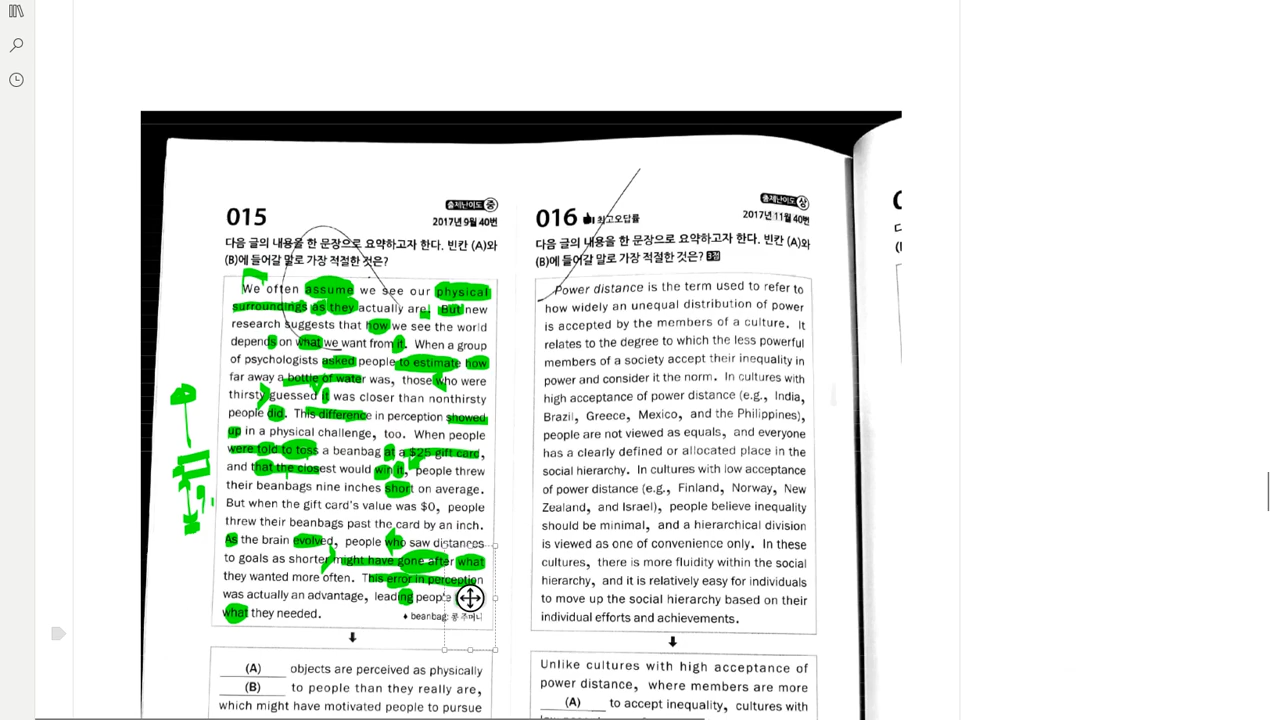 015
출제난이도 중
2017년 9월 40번
다음 글의 내용을 한 문장으로 요약하고자 한다. 빈칸 (A)와
(B)에 들어갈 말로 가장 적절한 것은?
We often assume we see our physical
surroundings as they actually are. But new
research suggests that how we see the world
depends on what we want from it. When a group
of psychologists asked people to estimate how
far away a bottle of water was, those who were
thirsty guessed it was closer than nonthirsty
people did. This difference in perception showed
up in a physical challenge, too. When people
were told to toss a beanbag at a $25 gift card,
and that the closest would win it, people threw
their beanbags nine inches short on average.
But when the gift card's value was $0, people
threw their beanbags past the card by an inch.
As the brain evolved, people who saw distances
to goals as shorter might have gone after what
they wanted more often. This error in perception
was actually an advantage, leading people
what they needed.
♦ beanbag: 콩 주머니
(A) objects are perceived as physically
(B) to people than they really are,
which might have motivated people to pursue
016 최고오답률
출제난이도 상
2017년 11월 40번
다음 글의 내용을 한 문장으로 요약하고자 한다. 빈칸 (A)와
(B)에 들어갈 말로 가장 적절한 것은? 3점
Power distance is the term used to refer to
how widely an unequal distribution of power
is accepted by the members of a culture. It
relates to the degree to which the less powerful
members of a society accept their inequality in
power and consider it the norm. In cultures with
high acceptance of power distance (e.g., India,
Brazil, Greece, Mexico, and the Philippines),
people are not viewed as equals, and everyone
has a clearly defined or allocated place in the
social hierarchy. In cultures with low acceptance
of power distance (e.g., Finland, Norway, New
Zealand, and Israel), people believe inequality
should be minimal, and a hierarchical division
is viewed as one of convenience only. In these
cultures, there is more fluidity within the social
hierarchy, and it is relatively easy for individuals
to move up the social hierarchy based on their
individual efforts and achievements.
Unlike cultures with high acceptance of
power distance, where members are more
(A) to accept inequality, cultures with